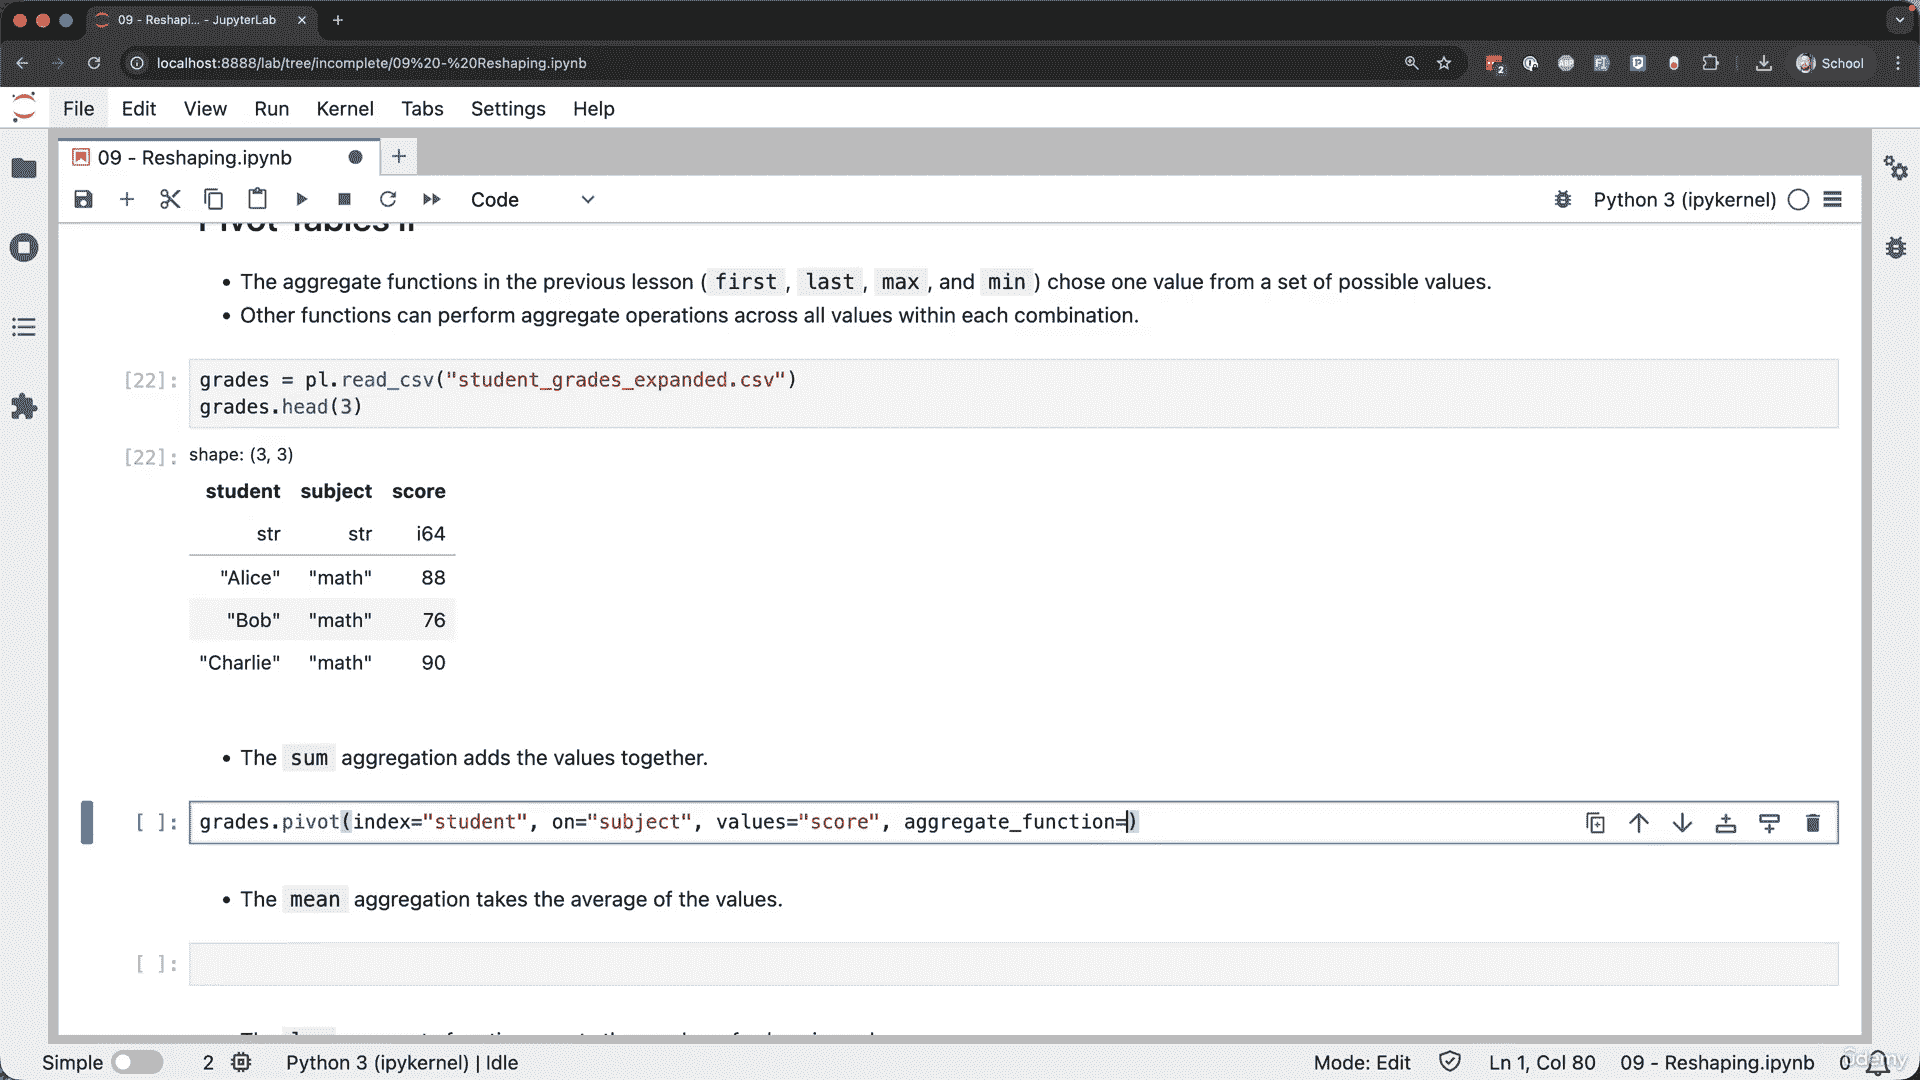 09 - Reshapi... - JupyterLab
localhost:8888/lab/tree/incomplete/09%20-%20Reshaping.ipynb
2
ABP
School
File Edit View Run Kernel Tabs Settings Help
09 - Reshaping.ipynb
Code
Python 3 (ipykernel)
Pivot Tables II
The aggregate functions in the previous lesson ( first , last , max , and min ) chose one value from a set of possible values.
Other functions can perform aggregate operations across all values within each combination.
[22]: grades = pl.read_csv("student_grades_expanded.csv")
grades.head(3)
[22]: shape: (3, 3)
student subject score
str str i64
"Alice" "math" 88
"Bob" "math" 76
"Charlie" "math" 90
The sum aggregation adds the values together.
[ ]: grades.pivot(index="student", on="subject", values="score", aggregate_function=)
The mean aggregation takes the average of the values.
[ ]:
Simple 2 Python 3 (ipykernel) | Idle Mode: Edit Ln 1, Col 80 09 - Reshaping.ipynb 0
udemy